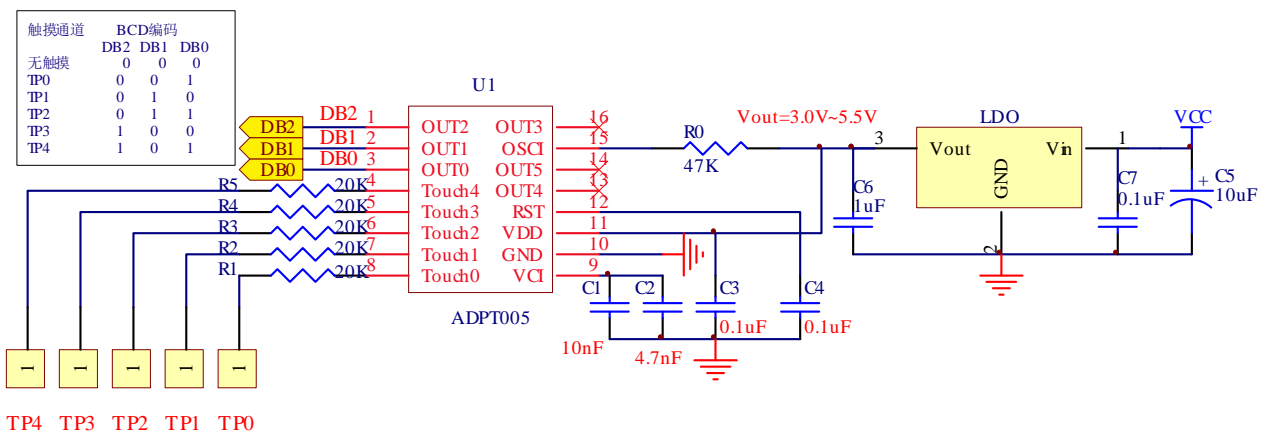 触摸通道 BCD编码
DB2 DB1 DB0
无触摸 0 0 0
TP0 0 0 1
TP1 0 1 0
TP2 0 1 1
TP3 1 0 0
TP4 1 0 1
U1
DB2 DB2 1 OUT2 OUT3 16
DB1 DB1 2 OUT1 OSCI 15
DB0 DB0 3 OUT0 OUT5 14
R5 20K 4 Touch4 OUT4 13
R4 20K 5 Touch3 RST 12
R3 20K 6 Touch2 VDD 11
R2 20K 7 Touch1 GND 10
R1 20K 8 Touch0 VCI 9
ADPT005
R0
47K
Vout=3.0V~5.5V
LDO
VCC
3 Vout Vin 1
GND
2
C6
1uF
C7
0.1uF
C5
+
10uF
C1 C2 C3 C4
10nF 4.7nF 0.1uF 0.1uF
1 1 1 1 1
TP4 TP3 TP2 TP1 TP0